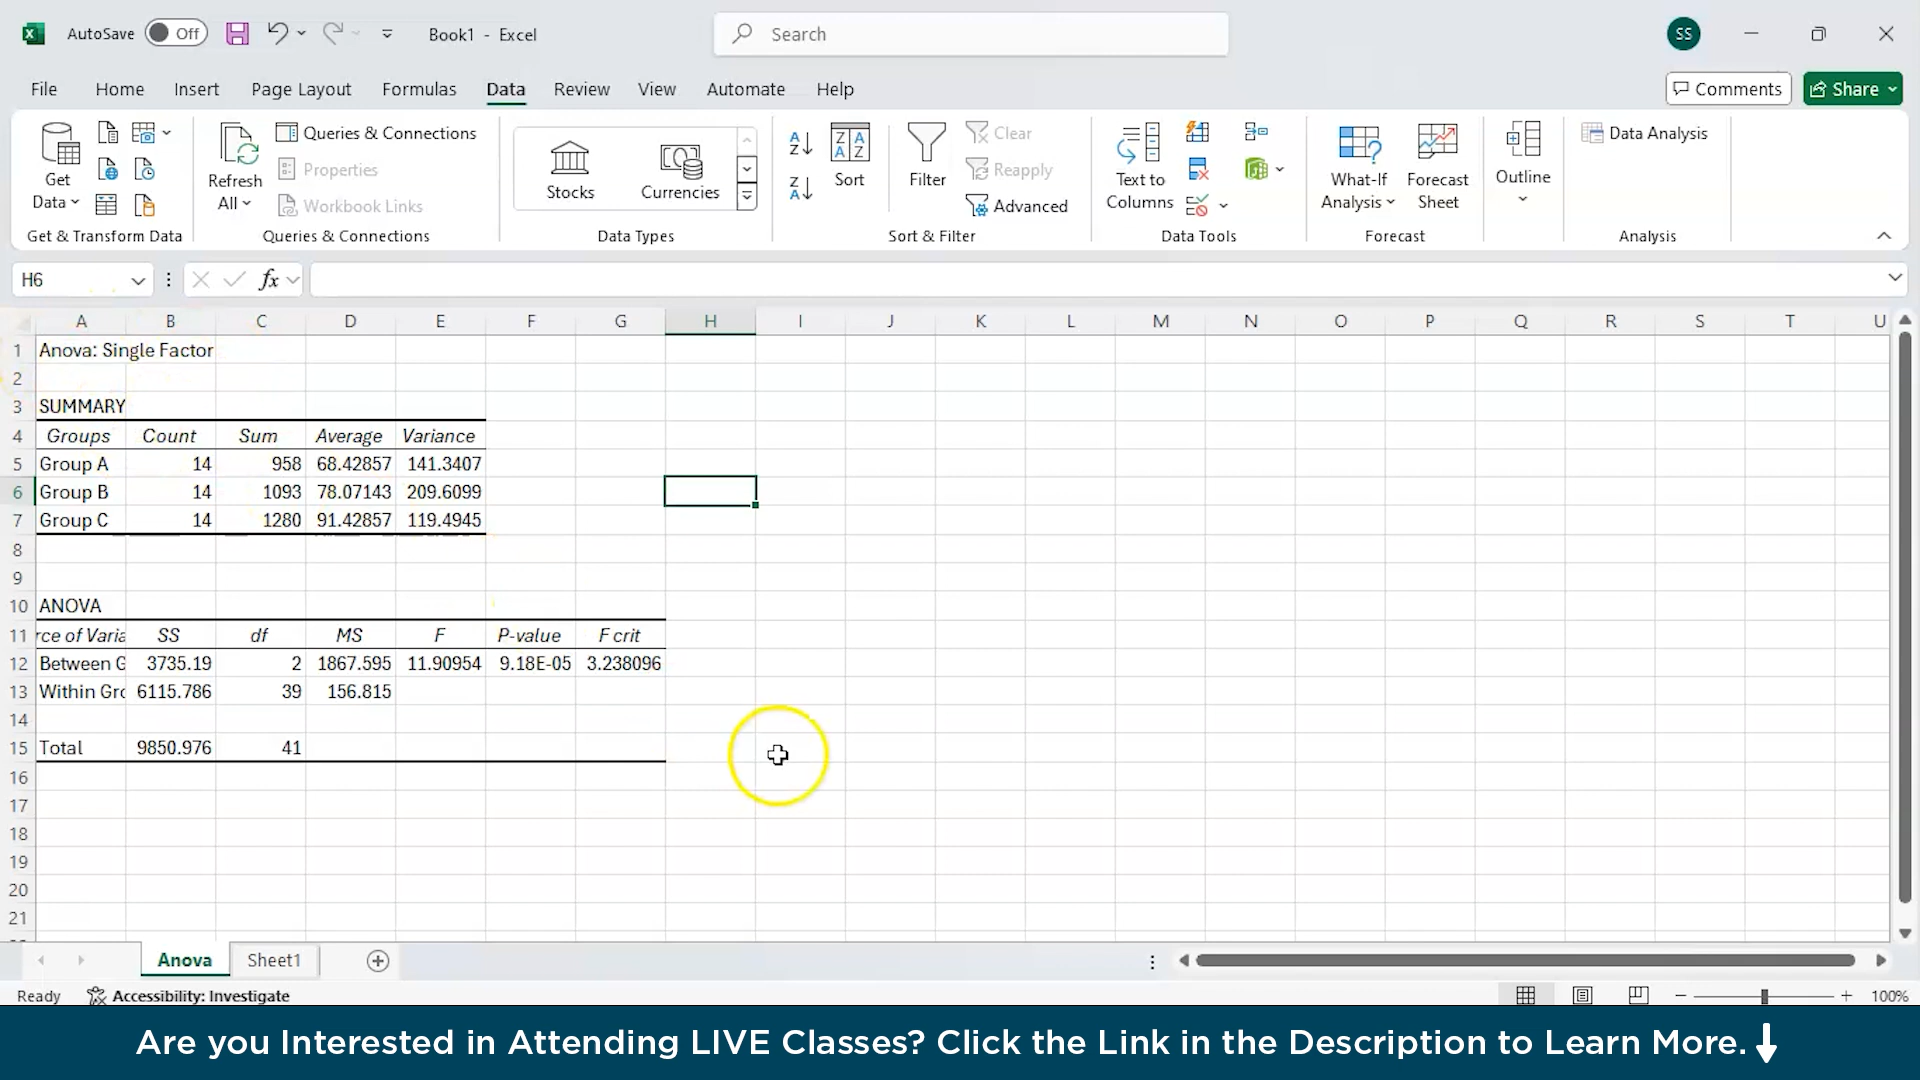 AutoSave Off Book1 - Excel Search SS
File Home Insert Page Layout Formulas Data Review View Automate Help Comments Share
Get Data
Refresh All
Queries & Connections
Properties
Workbook Links
Stocks
Currencies
Sort
Filter
Clear
Reapply
Advanced
Text to Columns
What-If Analysis
Forecast Sheet
Outline
Data Analysis
Get & Transform Data Queries & Connections Data Types Sort & Filter Data Tools Forecast Analysis
H6 fx
A B C D E F G H I J K L M N O P Q R S T U
1 Anova: Single Factor
2
3 SUMMARY
4 Groups Count Sum Average Variance
5 Group A 14 958 68.42857 141.3407
6 Group B 14 1093 78.07143 209.6099
7 Group C 14 1280 91.42857 119.4945
8
9
10 ANOVA
11 rce of Varia SS df MS F P-value F crit
12 Between G 3735.19 2 1867.595 11.90954 9.18E-05 3.238096
13 Within Gro 6115.786 39 156.815
14
15 Total 9850.976 41
16
17
18
19
20
21
Anova Sheet1
Ready Accessibility: Investigate 100%
Are you Interested in Attending LIVE Classes? Click the Link in the Description to Learn More.